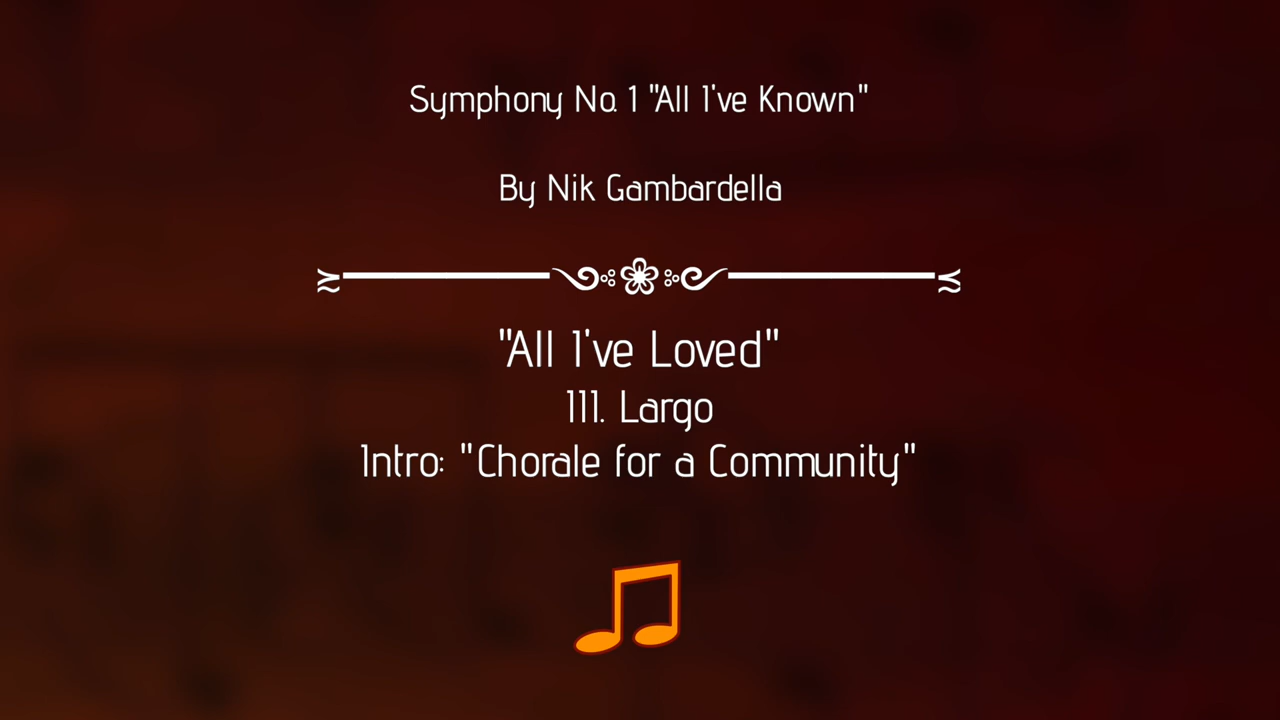 Symphony No. 1 "All I've Known"
By Nik Gambardella
"All I've Loved"
III. Largo
Intro: "Chorale for a Community"